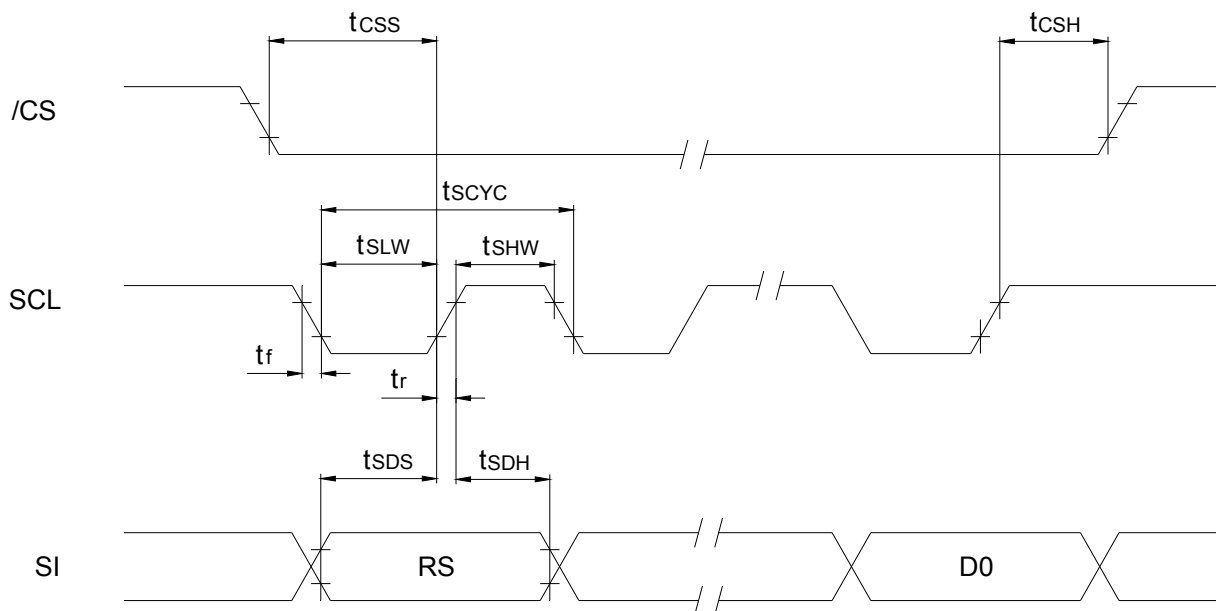 tCSS
tCSH
/CS
tSCYC
tSLW
tSHW
SCL
tf
tr
tSDS
tSDH
SI
RS
D0